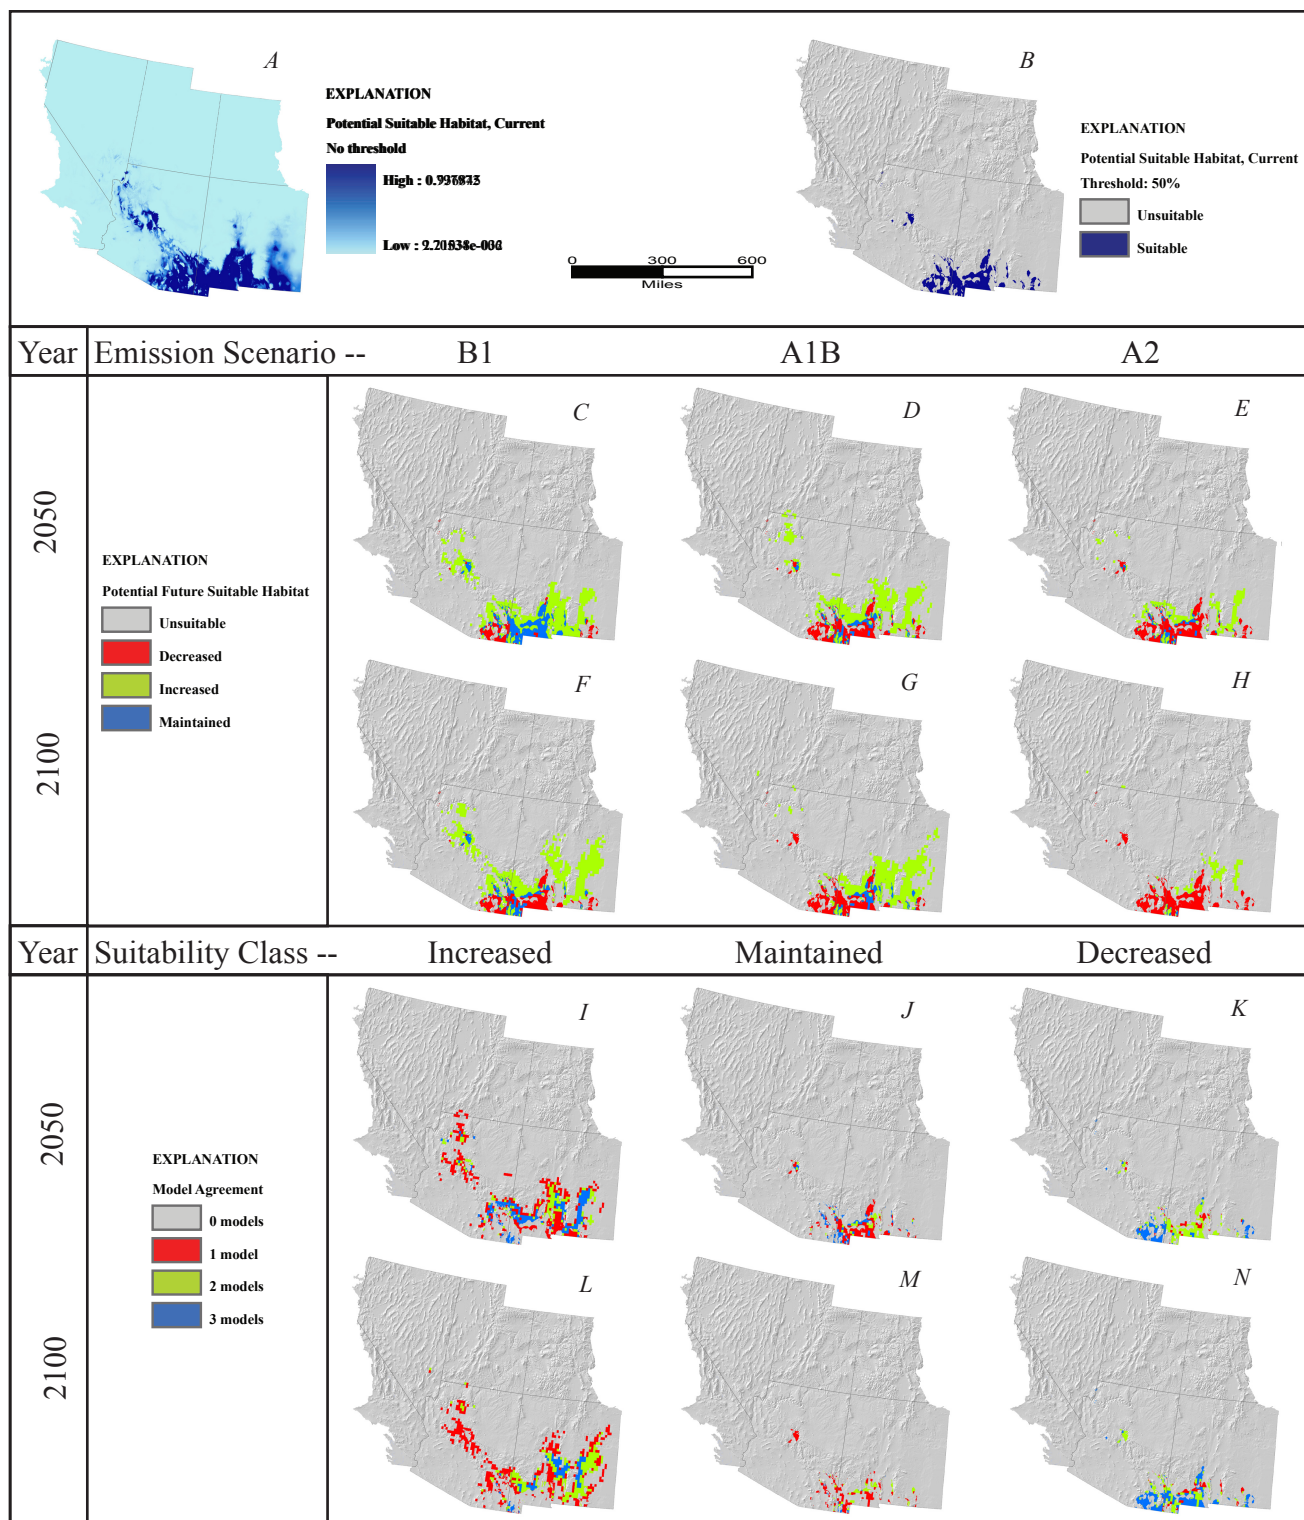 A
EXPLANATION
Potential Suitable Habitat, Current
No threshold
High :
Low :
0 300 600
Miles
B
EXPLANATION
Potential Suitable Habitat, Current
Threshold: 50%
Unsuitable
Suitable
Year Emission Scenario -- B1 A1B A2
2050
C D E
2100
F G H
EXPLANATION
Potential Future Suitable Habitat
Unsuitable
Decreased
Increased
Maintained
Year Suitability Class -- Increased Maintained Decreased
2050
I J K
2100
L M N
EXPLANATION
Model Agreement
0 models
1 model
2 models
3 models